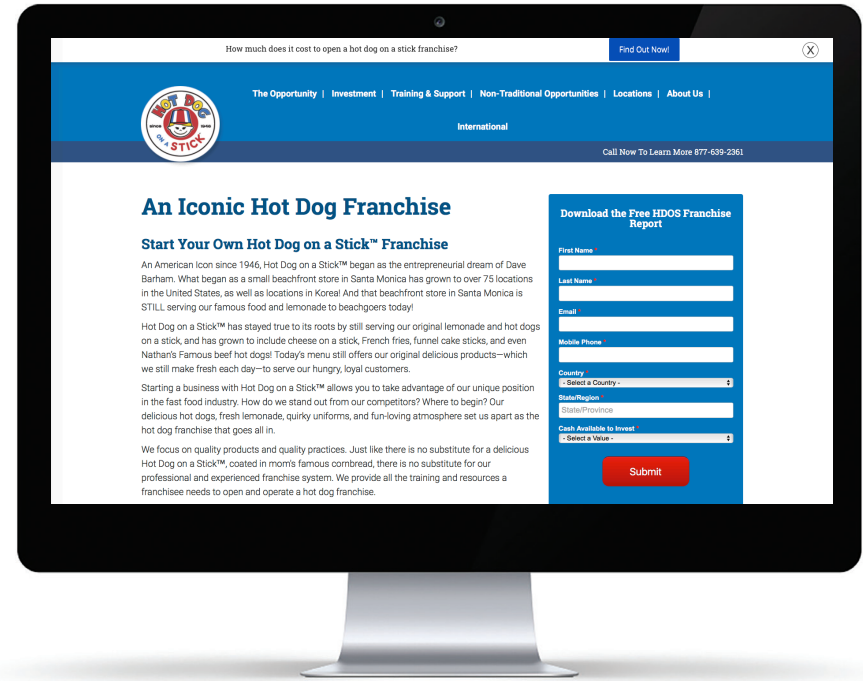 How much does it cost to open a hot dog on a stick franchise?
Find Out Now!
X
The Opportunity | Investment | Training & Support | Non-Traditional Opportunities | Locations | About Us |
International
HOT DOG
since 1946
ON A STICK
Call Now To Learn More 877-639-2361
An Iconic Hot Dog Franchise
Start Your Own Hot Dog on a Stick™ Franchise
An American Icon since 1946, Hot Dog on a Stick™ began as the entrepreneurial dream of Dave
Barham. What began as a small beachfront store in Santa Monica has grown to over 75 locations
in the United States, as well as locations in Korea! And that beachfront store in Santa Monica is
STILL serving our famous food and lemonade to beachgoers today!
Hot Dog on a Stick™ has stayed true to its roots by still serving our original lemonade and hot dogs
on a stick, and has grown to include cheese on a stick, French fries, funnel cake sticks, and even
Nathan's Famous beef hot dogs! Today's menu still offers our original delicious products—which
we still make fresh each day—to serve our hungry, loyal customers.
Starting a business with Hot Dog on a Stick™ allows you to take advantage of our unique position
in the fast food industry. How do we stand out from our competitors? Where to begin? Our
delicious hot dogs, fresh lemonade, quirky uniforms, and fun-loving atmosphere set us apart as the
hot dog franchise that goes all in.
We focus on quality products and quality practices. Just like there is no substitute for a delicious
Hot Dog on a Stick™, coated in mom's famous cornbread, there is no substitute for our
professional and experienced franchise system. We provide all the training and resources a
franchisee needs to open and operate a hot dog franchise.
Download the Free HDOS Franchise
Report
First Name *
Last Name *
Email *
Mobile Phone *
Country *
- Select a Country -
State/Region *
State/Province
Cash Available to Invest *
- Select a Value -
Submit